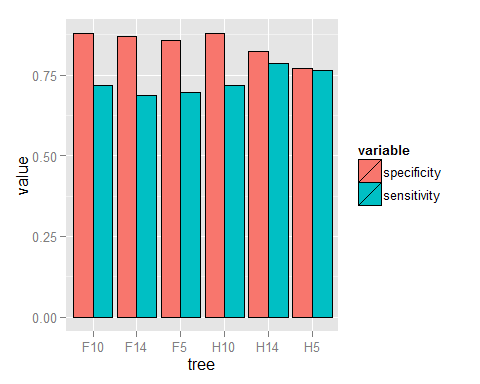 0.75
0.50
0.25
0.00
value
F10 F14 F5 H10 H14 H5
tree
variable
specificity
sensitivity